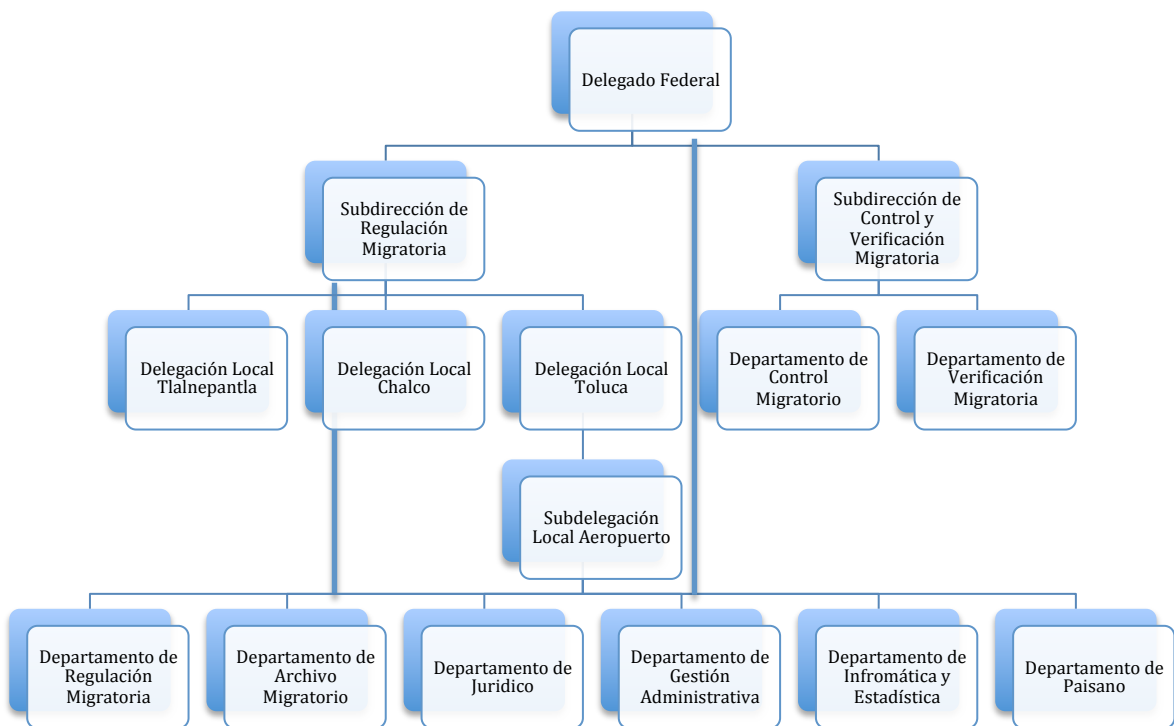 Delegado Federal
Subdirección de
Regulación
Migratoria
Subdirección de
Control y
Verificación
Migratoria
Delegación Local
Tlalnepantla
Delegación Local
Chalco
Delegación Local
Toluca
Departamento de
Control
Migratorio
Departamento de
Verificación
Migratoria
Subdelegación
Local Aeropuerto
Departamento de
Regulación
Migratoria
Departamento de
Archivo
Migratorio
Departamento de
Juridico
Departamento de
Gestión
Administrativa
Departamento de
Infromática y
Estadística
Departamento de
Paisano